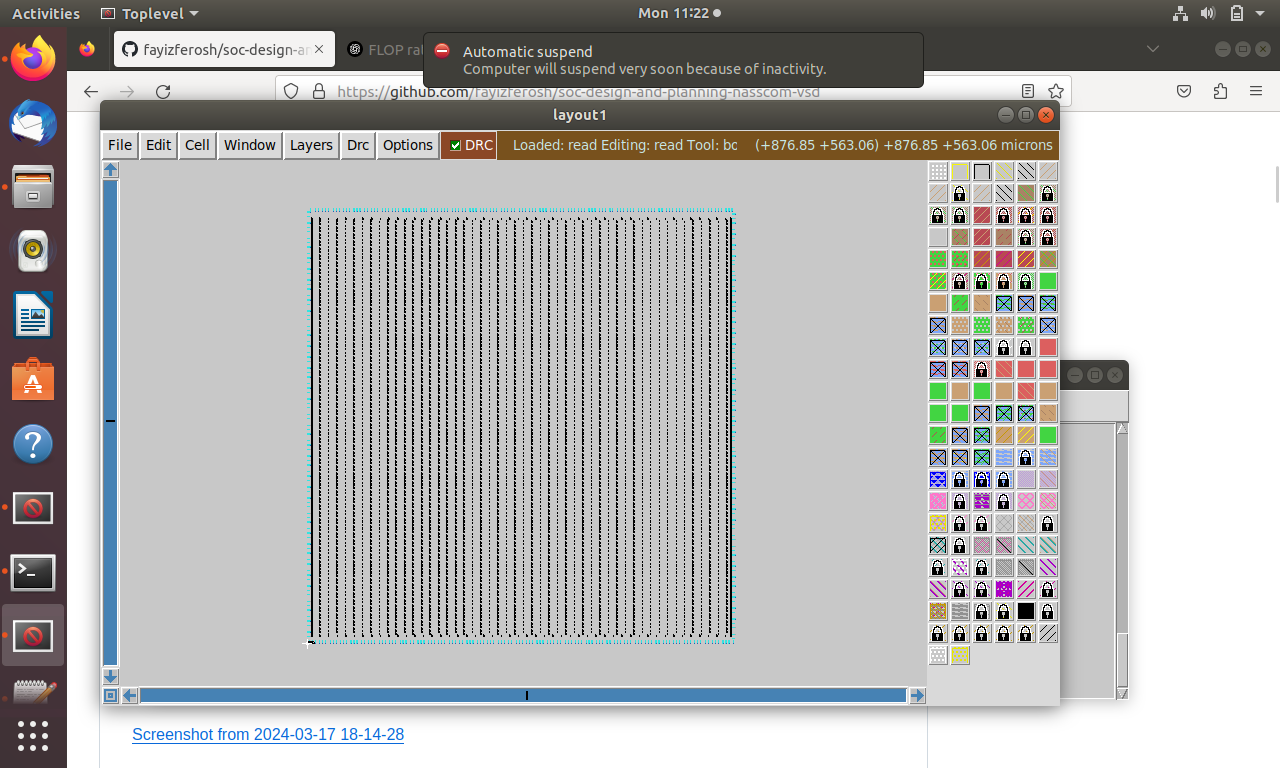 Activities Toplevel Mon 11:22
fayizferosh/soc-design-a FLOP ra
Automatic suspend
Computer will suspend very soon because of inactivity.
https://github.com/fayizferosh/soc-design-and-planning-nasscom-vsd
layout1
File Edit Cell Window Layers Drc Options DRC Loaded: read Editing: read Tool: bo (+876.85 +563.06) +876.85 +563.06 microns
Screenshot from 2024-03-17 18-14-28